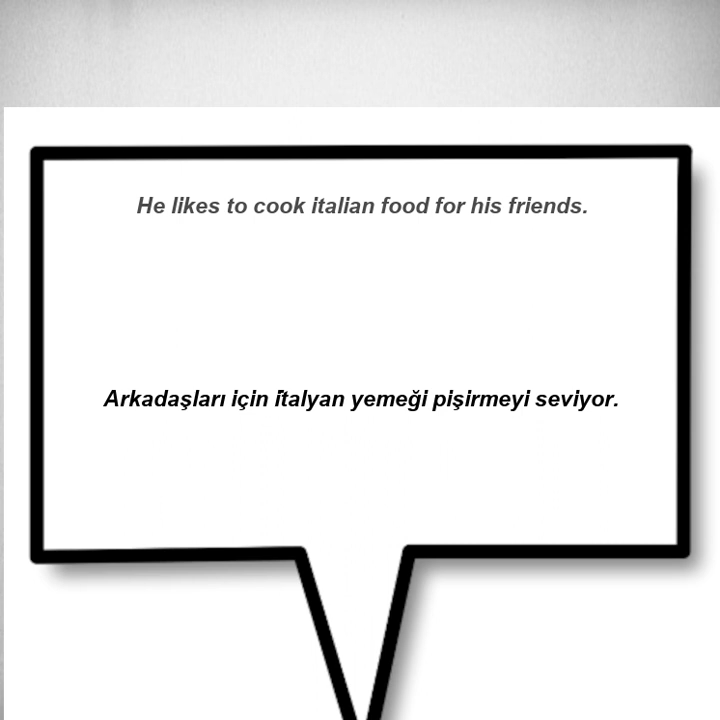 He likes to cook italian food for his friends.
Arkadaşları için i̇talyan yemeği pişirmeyi seviyor.